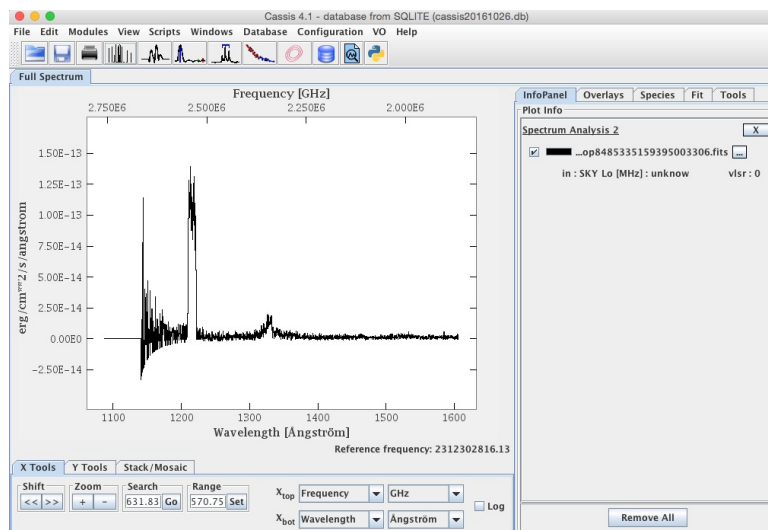 Cassis 4.1 - database from SQLITE (cassis20161026.db)
File Edit Modules View Scripts Windows Database Configuration VO Help
Full Spectrum
Frequency [GHz]
2.750E6 2.500E6 2.250E6 2.000E6
1.50E-13
1.25E-13
1.00E-13
7.50E-14
5.00E-14
2.50E-14
0.00E0
-2.50E-14
erg/cm**2/s/angstrom
1100 1200 1300 1400 1500 1600
Wavelength [Ångström]
Reference frequency: 2312302816.13
InfoPanel Overlays Species Fit Tools
Plot Info
Spectrum Analysis 2 X
...op8485335159395003306.fits ...
in : SKY Lo [MHz] : unknow vlsr : 0
X Tools Y Tools Stack/Mosaic
Shift Zoom Search Range
<< >> + - 631.83 Go 570.75 Set
Xtop Frequency GHz
Log
Xbot Wavelength Ångström
Remove All